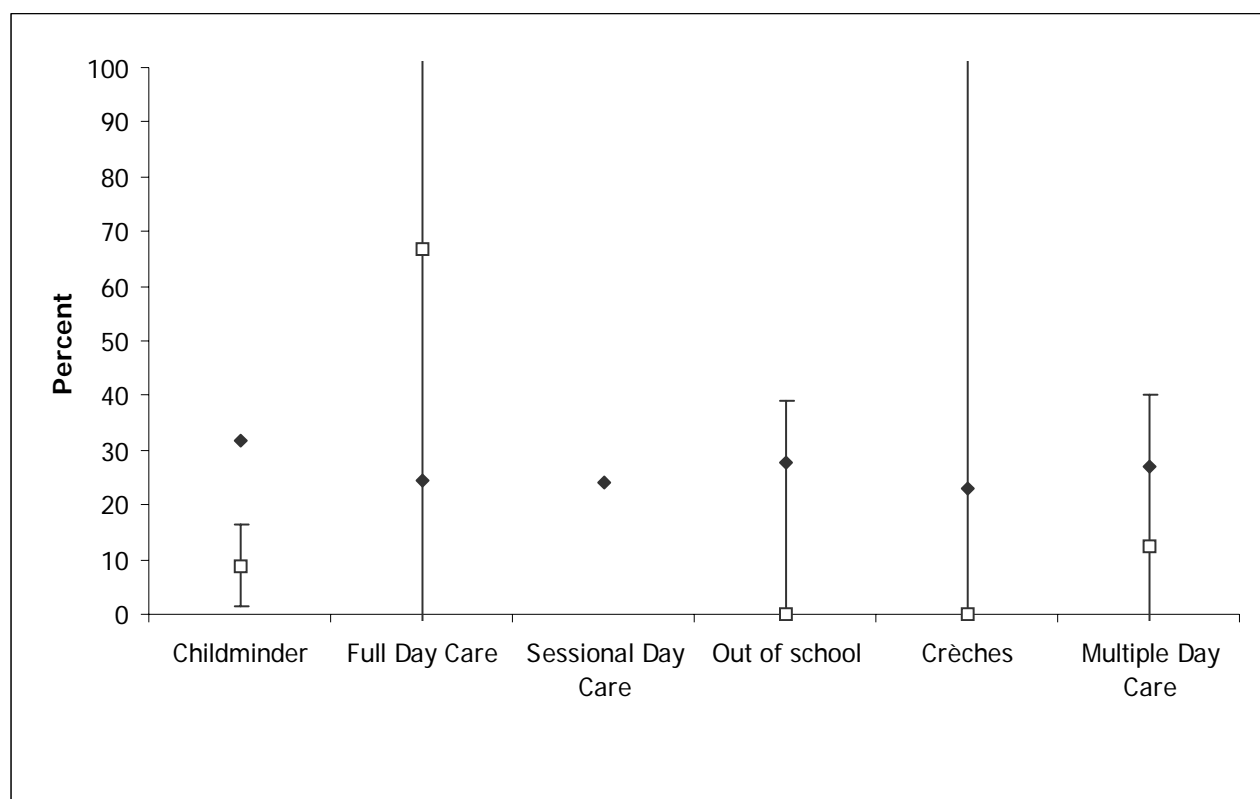 100
90
80
70
60
50
40
30
20
10
0
Percent
Childminder
Full Day Care
Sessional Day
Care
Out of school
Crèches
Multiple Day
Care